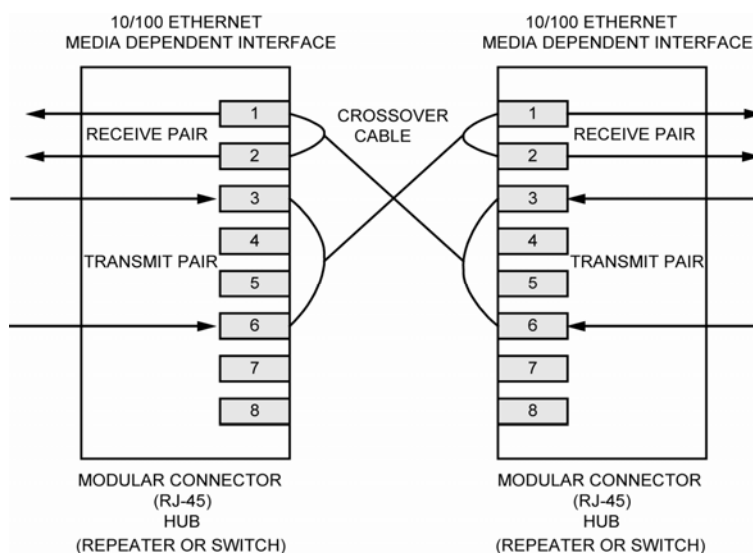 10/100 ETHERNET
MEDIA DEPENDENT INTERFACE
10/100 ETHERNET
MEDIA DEPENDENT INTERFACE
1
RECEIVE PAIR
2
3
4
TRANSMIT PAIR
5
6
7
8
CROSSOVER
CABLE
1
RECEIVE PAIR
2
3
4
TRANSMIT PAIR
5
6
7
8
MODULAR CONNECTOR
(RJ-45)
HUB
(REPEATER OR SWITCH)
MODULAR CONNECTOR
(RJ-45)
HUB
(REPEATER OR SWITCH)